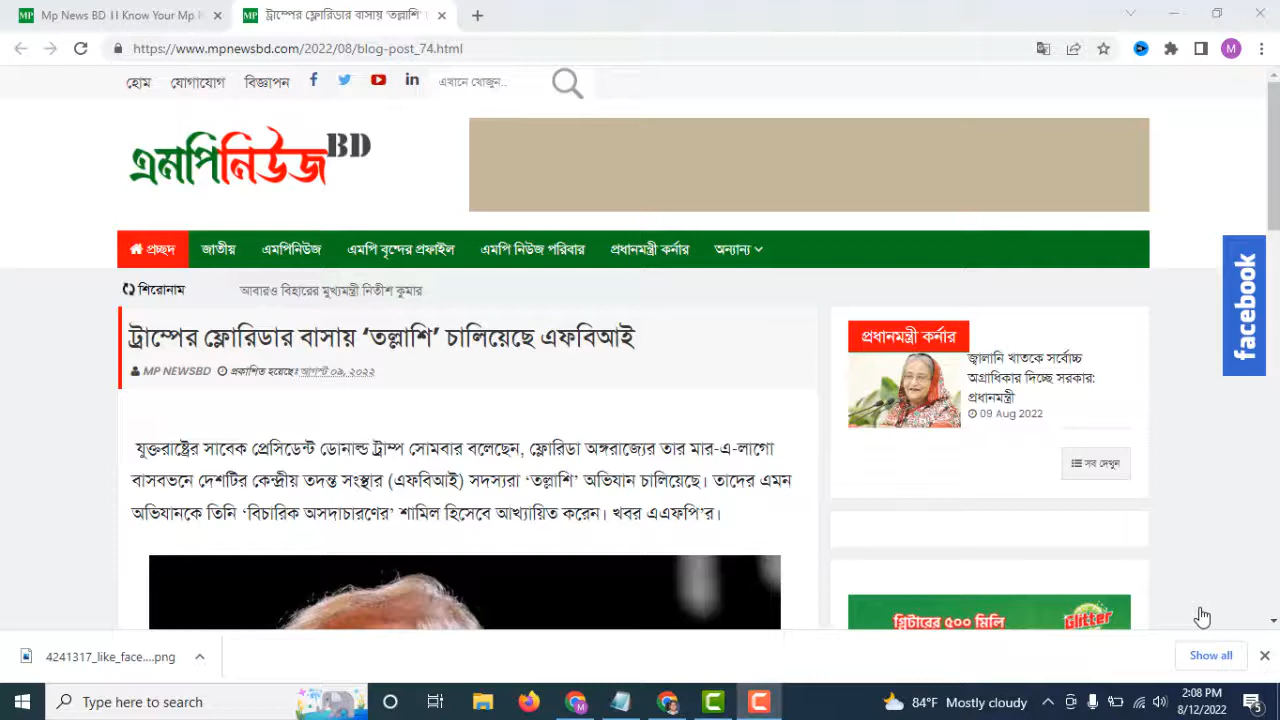 Mp News BD ।। Know Your Mp
ট্রাম্পের ফ্লোরিডার বাসায় ‘তল্লাশি’
https://www.mpnewsbd.com/2022/08/blog-post_74.html
M
হোম যোগাযোগ বিজ্ঞাপন এখানে খোজুন..
এমপিনিউজBD
প্রচ্ছদ জাতীয় এমপিনিউজ এমপি বৃন্দের প্রফাইল এমপি নিউজ পরিবার প্রধানমন্ত্রী কর্নার অন্যান্য
facebook
শিরোনাম আবারও বিহারের মুখ্যমন্ত্রী নিতীশ কুমার
ট্রাম্পের ফ্লোরিডার বাসায় ‘তল্লাশি’ চালিয়েছে এফবিআই
MP NEWSBD প্রকাশিত হয়েছেঃ আগস্ট ০৯, ২০২২
যুক্তরাষ্ট্রের সাবেক প্রেসিডেন্ট ডোনাল্ড ট্রাম্প সোমবার বলেছেন, ফ্লোরিডা অঙ্গরাজ্যের তার মার-এ-লাগো
বাসবভনে দেশটির কেন্দ্রীয় তদন্ত সংস্থার (এফবিআই) সদস্যরা ‘তল্লাশি’ অভিযান চালিয়েছে। তাদের এমন
অভিযানকে তিনি ‘বিচারিক অসদাচারণের’ শামিল হিসেবে আখ্যায়িত করেন। খবর এএফপি’র।
প্রধানমন্ত্রী কর্নার
জ্বালানি খাতকে সর্বোচ্চ
অগ্রাধিকার দিচ্ছে সরকার:
প্রধানমন্ত্রী
09 Aug 2022
সব দেখুন
গ্লিটারের ৫০০ মিলি
Glitter
4241317_like_face....png
Show all
Type here to search
84°F Mostly cloudy
2:08 PM
8/12/2022
5